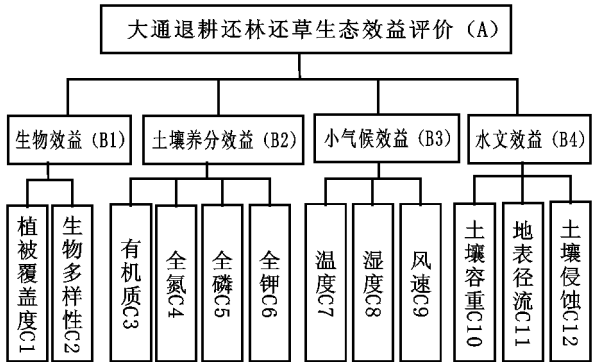 大通退耕还林还草生态效益评价（A）
生物效益（B1）
土壤养分效益（B2）
小气候效益（B3）
水文效益（B4）
植被覆盖度C1
生物多样性C2
有机质C3
全氮C4
全磷C5
全钾C6
温度C7
湿度C8
风速C9
土壤容重C10
地表径流C11
土壤侵蚀C12